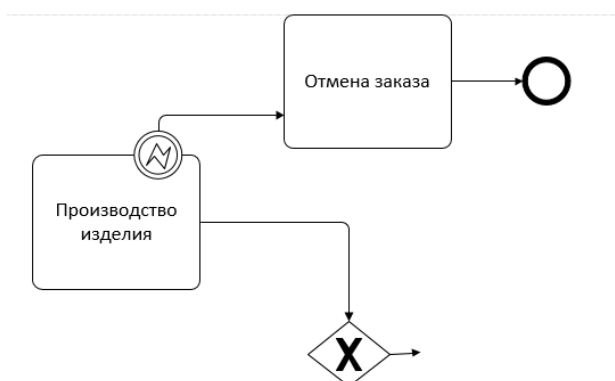 Отмена заказа
Производство
изделия